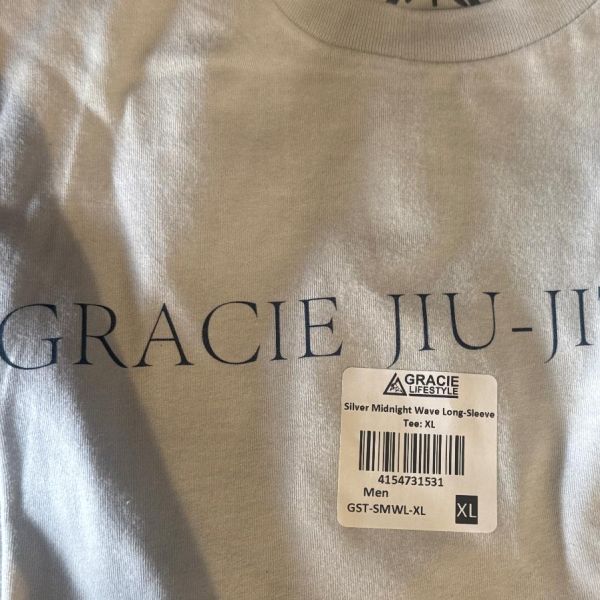 GRACIE JIU-JI
GRACIE
LIFESTYLE
Silver Midnight Wave Long-Sleeve
Tee: XL
4154731531
Men
GST-SMWL-XL
XL